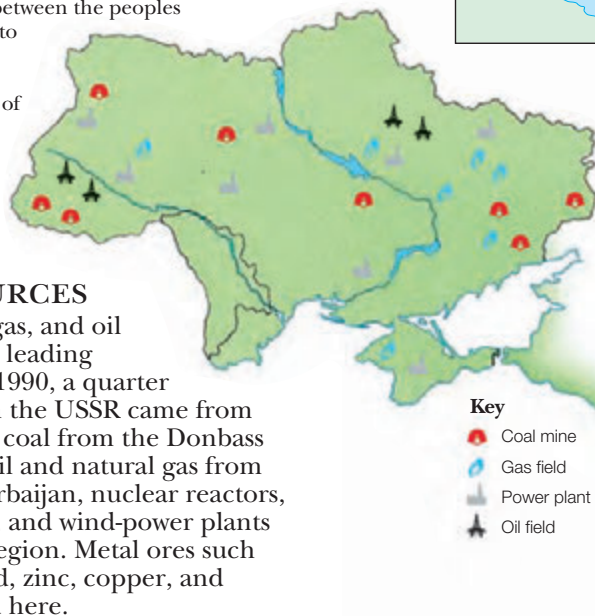 between the peoples
to
of
URCES
gas, and oil
leading
1990, a quarter
the USSR came from
coal from the Donbass
il and natural gas from
rbaijan, nuclear reactors,
and wind-power plants
egion. Metal ores such
d, zinc, copper, and
here.
Key
Coal mine
Gas field
Power plant
Oil field